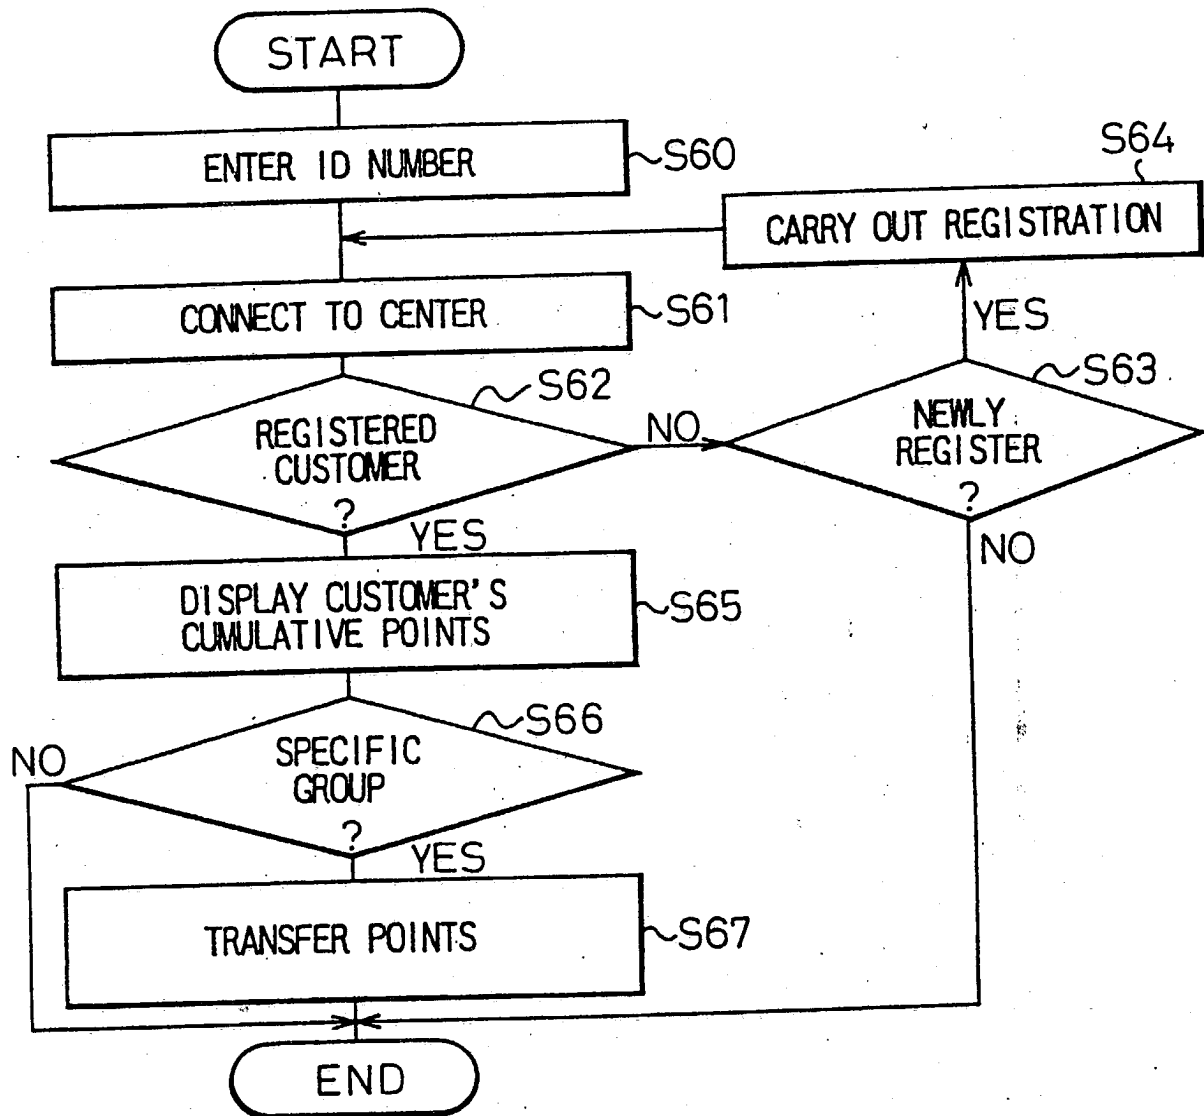 START
ENTER ID NUMBER
S60
S64
CARRY OUT REGISTRATION
CONNECT TO CENTER
S61
YES
S62
S63
REGISTERED
CUSTOMER
?
NO
NEWLY
REGISTER
?
YES
NO
DISPLAY CUSTOMER'S
CUMULATIVE POINTS
S65
S66
NO
SPECIFIC
GROUP
?
YES
TRANSFER POINTS
S67
END